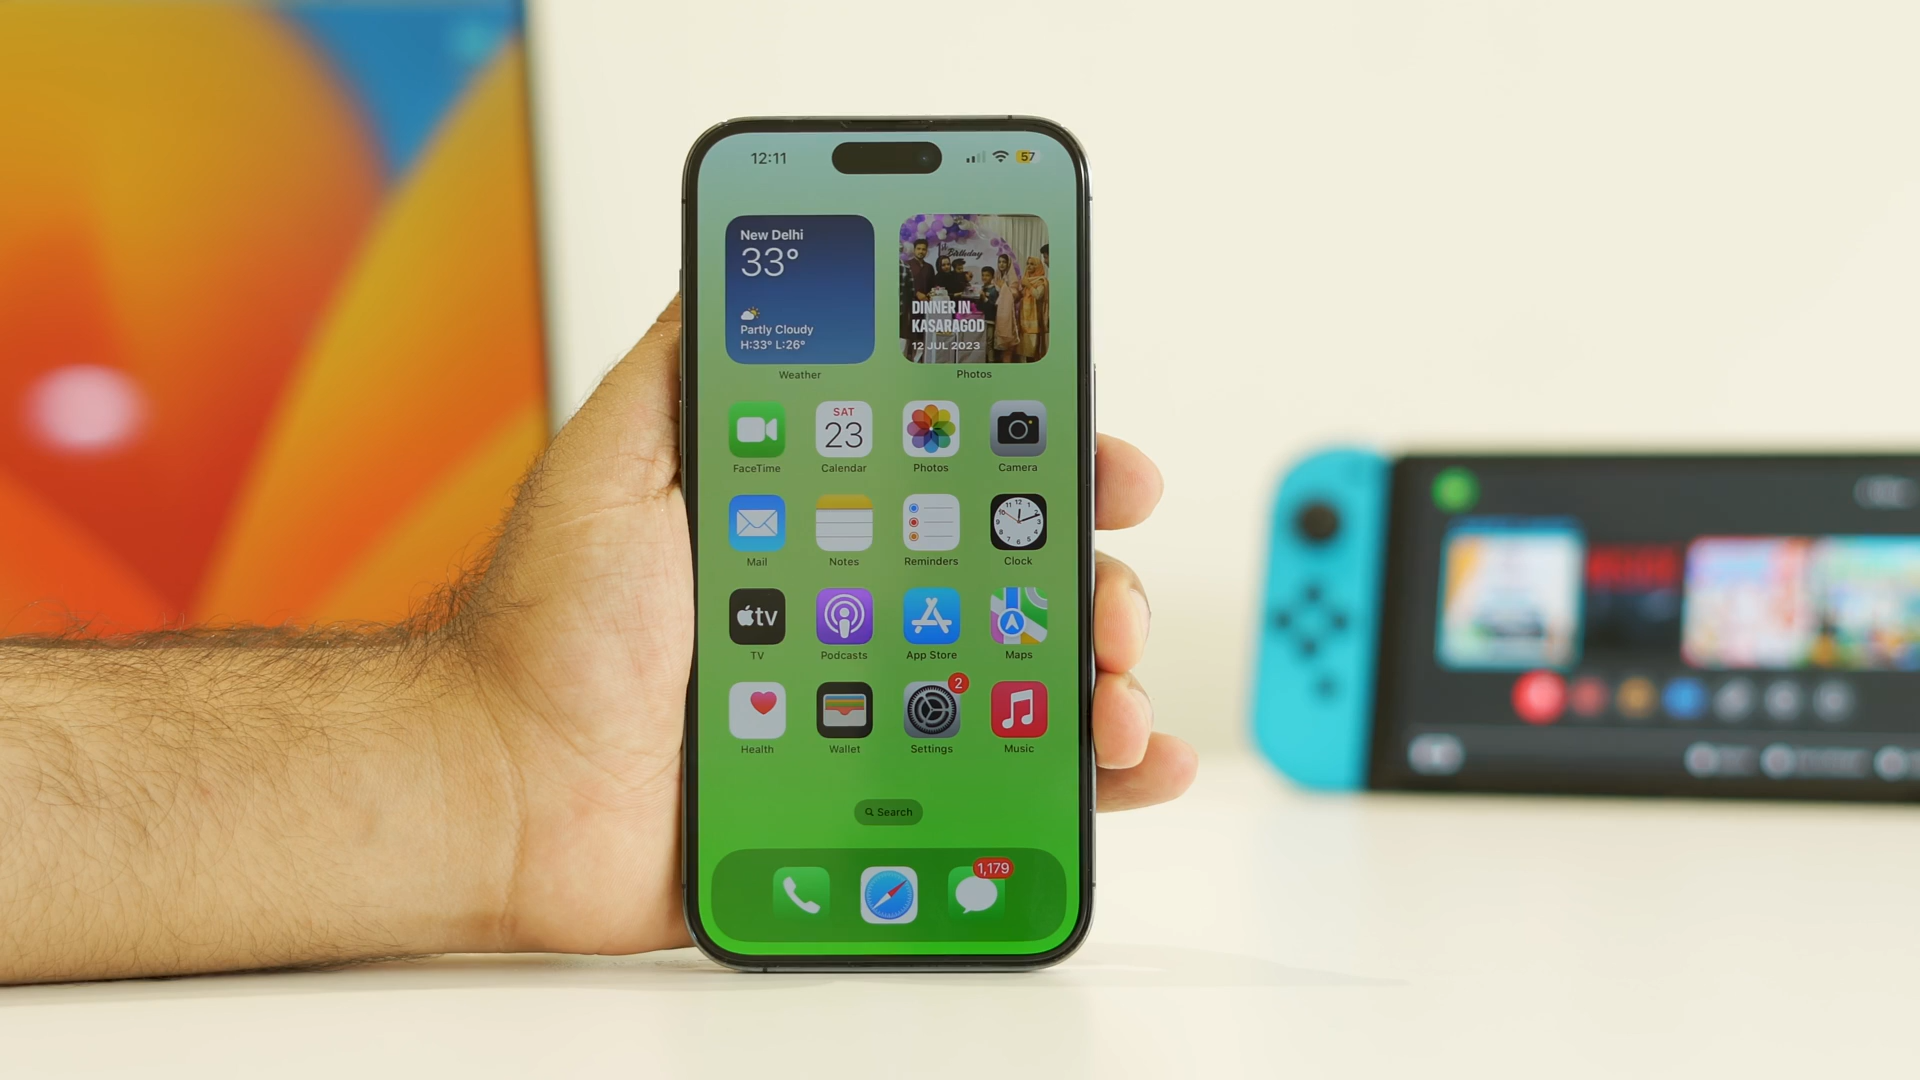 12:11
57
New Delhi
33°
Partly Cloudy
H:33° L:26°
Weather
Birthday
DINNER IN
KASARAGOD
12 JUL 2023
Photos
FaceTime
SAT
23
Calendar
Photos
Camera
Mail
Notes
Reminders
Clock
tv
TV
Podcasts
App Store
Maps
Health
Wallet
2
Settings
Music
Search
1,179